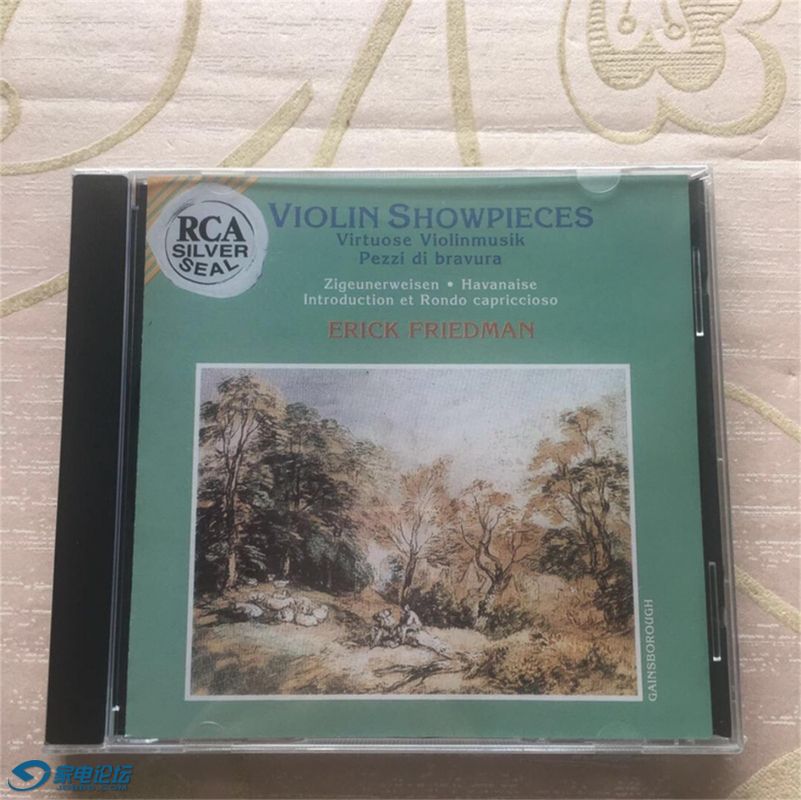 RCA
SILVER
SEAL
VIOLIN SHOWPIECES
Virtuose Violinmusik
Pezzi di bravura
Zigeunerweisen • Havanaise
Introduction et Rondo capriccioso
ERICK FRIEDMAN
GAINSBOROUGH
家电论坛